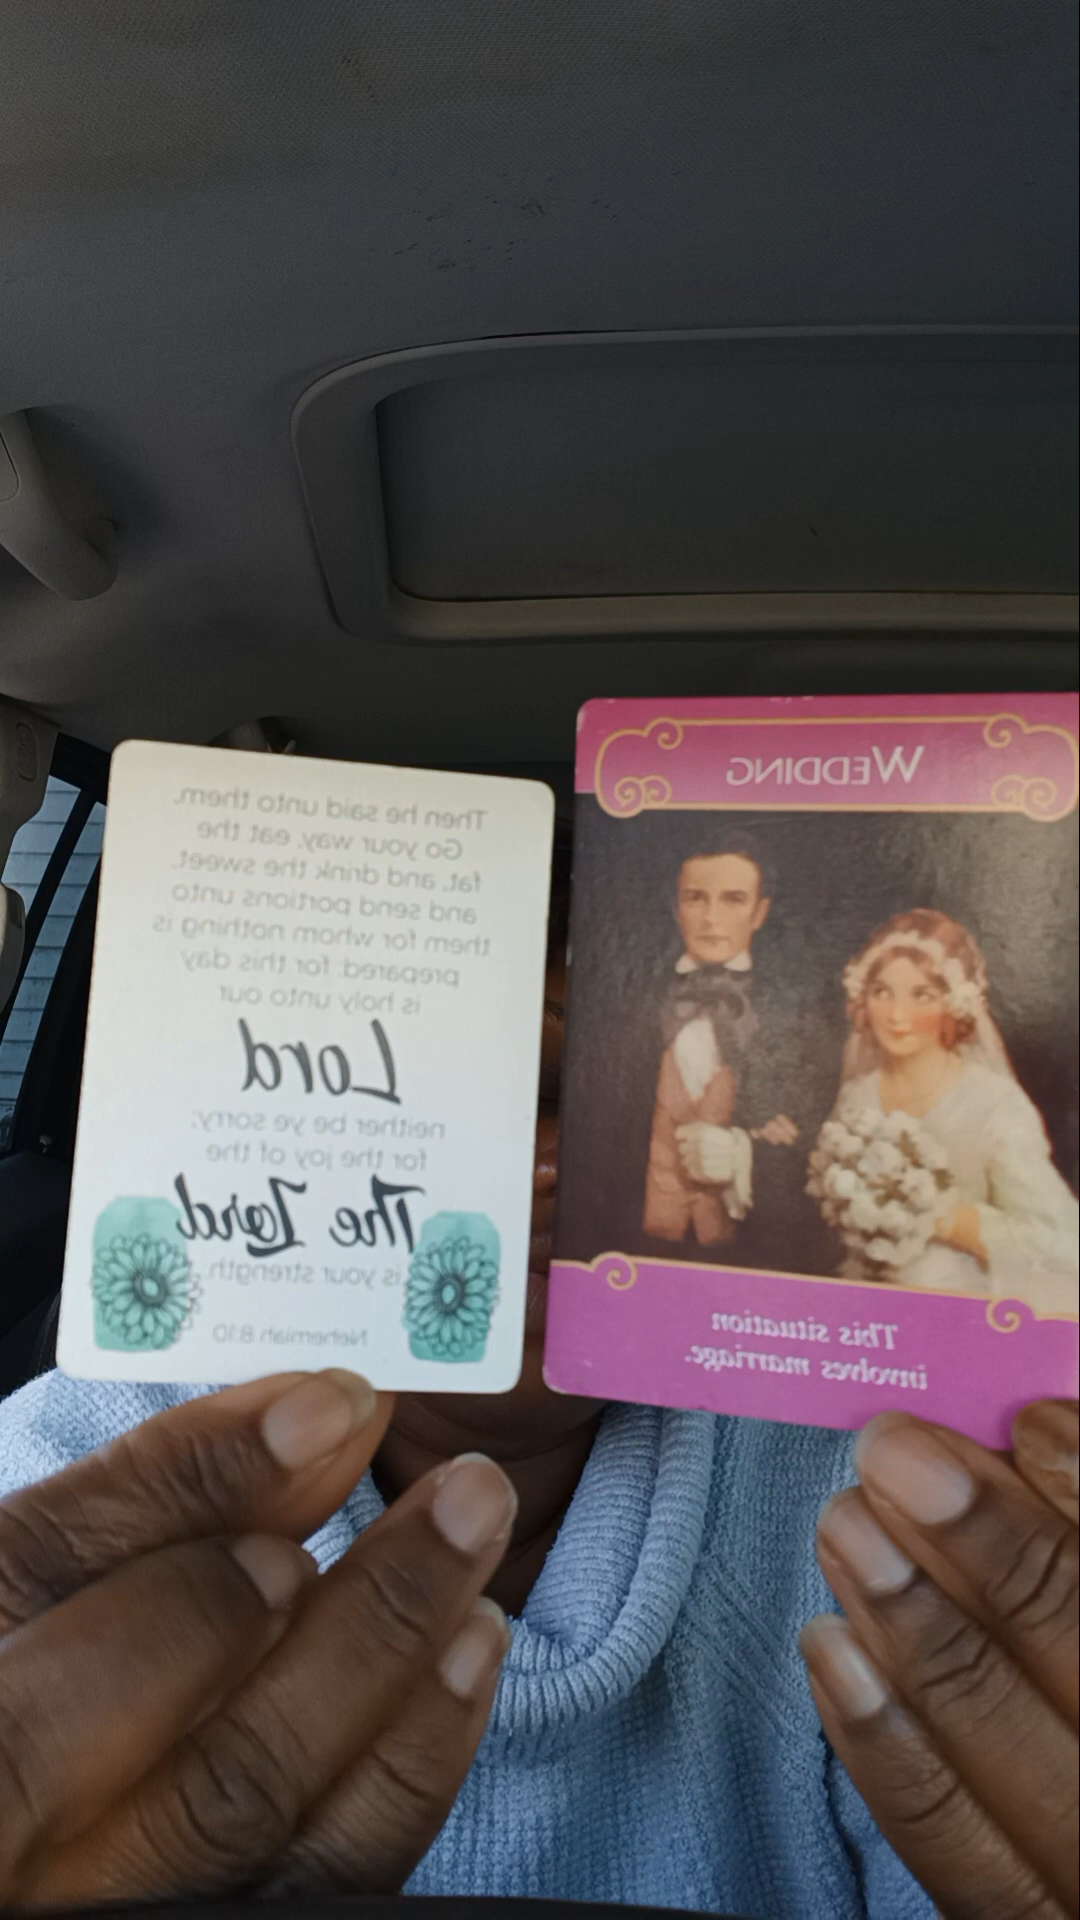 Then he said unto them.
Go your way, eat the
fat, and drink the sweet,
and send portions unto
them for whom nothing is
prepared: for this day
is holy unto our
Lord
neither be ye sorry;
for the joy of the
The Lord
is your strength.
Nehemiah 8:10
WEDDING
This situation
involves marriage.